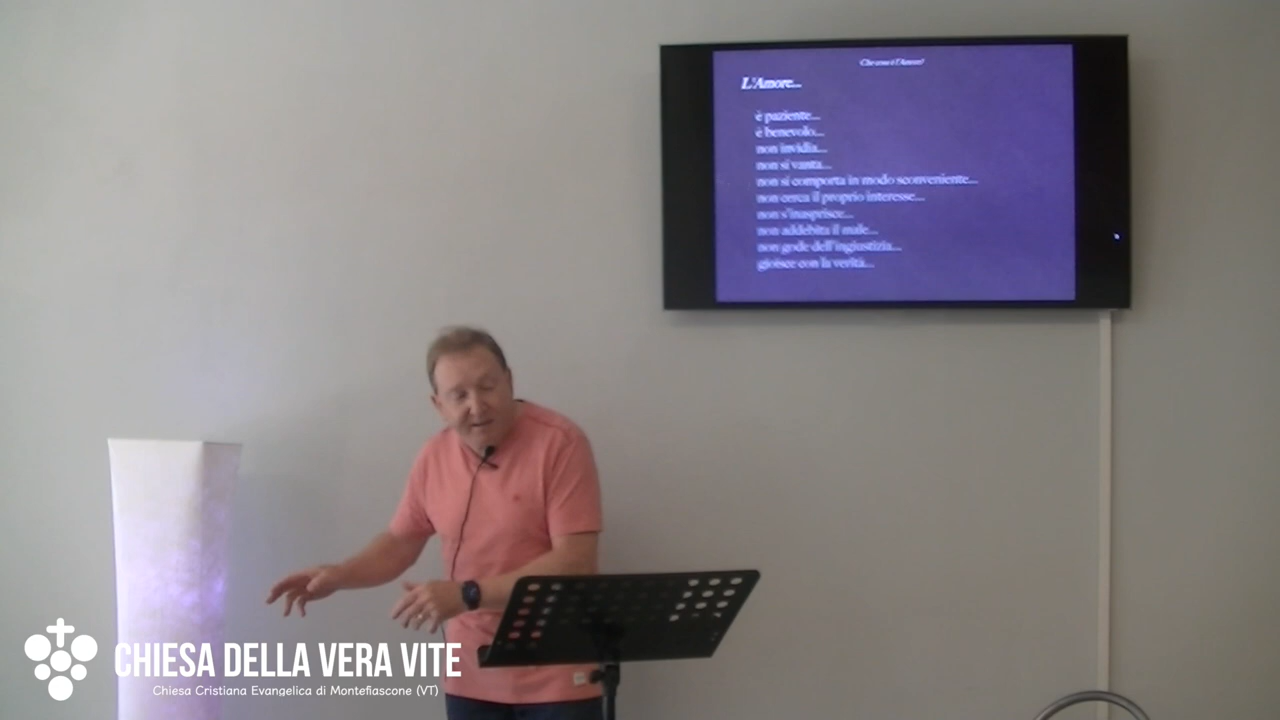 Che cosa è l'Amore?
L'Amore...
è paziente...
è benevolo...
non invidia...
non si vanta...
non si comporta in modo sconveniente...
non cerca il proprio interesse...
non s'inasprisce...
non addebita il male...
non gode dell'ingiustizia...
gioisce con la verità...
CHIESA DELLA VERA VITE
Chiesa Cristiana Evangelica di Montefiascone (VT)